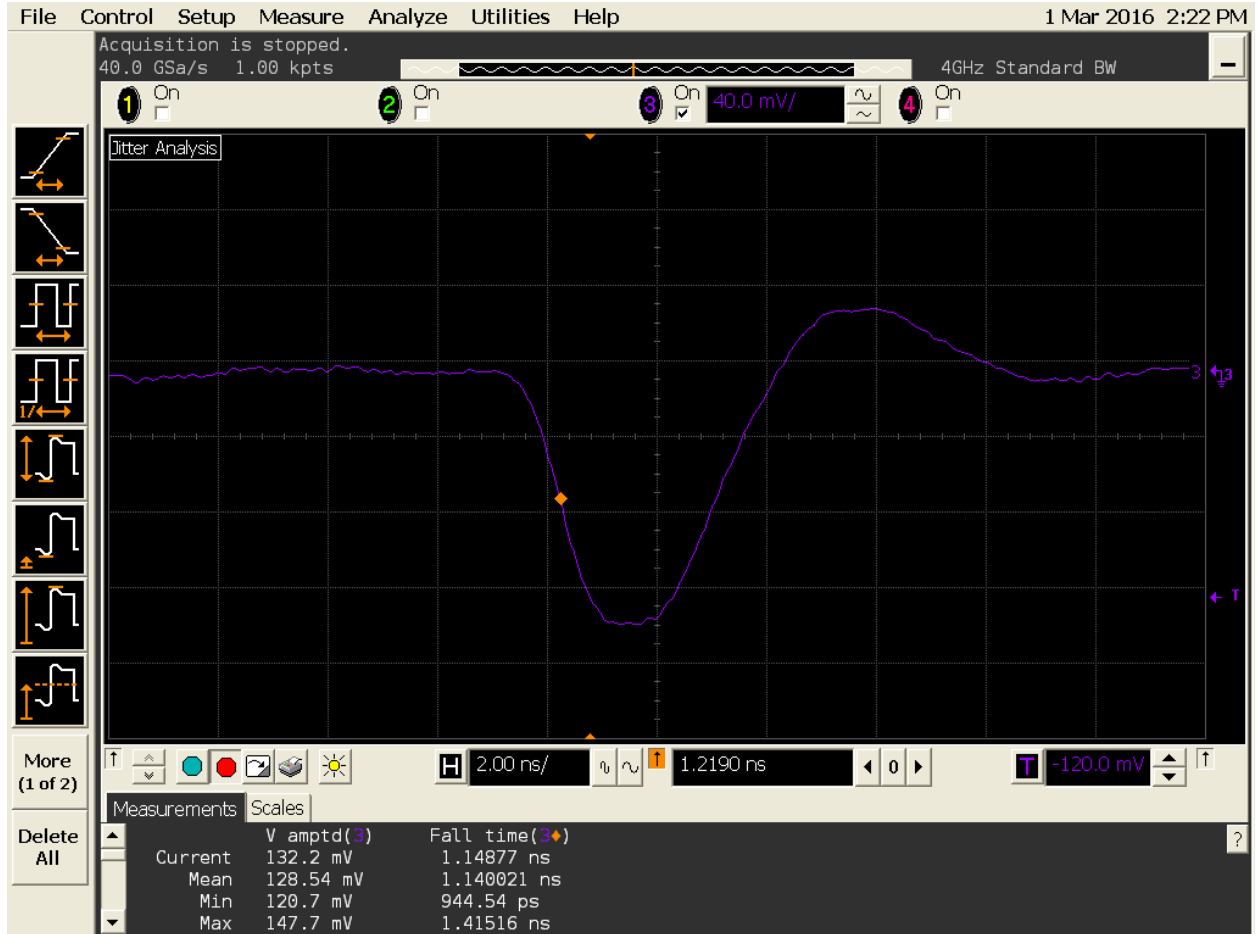 File Control Setup Measure Analyze Utilities Help 1 Mar 2016 2:22 PM
Acquisition is stopped.
40.0 GSa/s 1.00 kpts 4GHz Standard BW
1 On 2 On 3 On 40.0 mV/ 4 On
Jitter Analysis
1/
3 3
T
More
(1 of 2)
H 2.00 ns/ 1.2190 ns 0 T -120.0 mV
Delete
All
Measurements Scales
V amptd(3) Fall time(3)
?
Current 132.2 mV 1.14877 ns
Mean 128.54 mV 1.140021 ns
Min 120.7 mV 944.54 ps
Max 147.7 mV 1.41516 ns